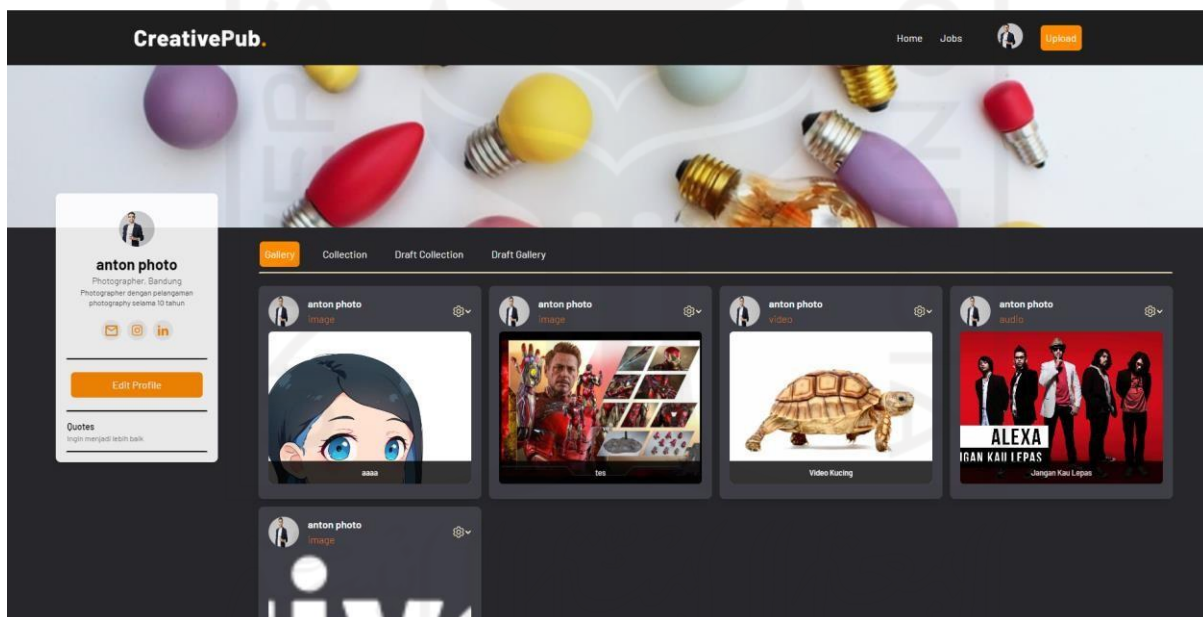 CreativePub.
Home Jobs Upload
anton photo
Photographer, Bandung
Photographer dengan pelangaman
photography selama 10 tahun
Edit Profile
Quotes
Ingin menjadi lebih baik
Gallery Collection Draft Collection Draft Gallery
anton photo
image
aaaa
anton photo
image
tes
anton photo
video
Video Kucing
anton photo
audio
ALEXA
JGAN KAU LEPAS
Jangan Kau Lepas
anton photo
image